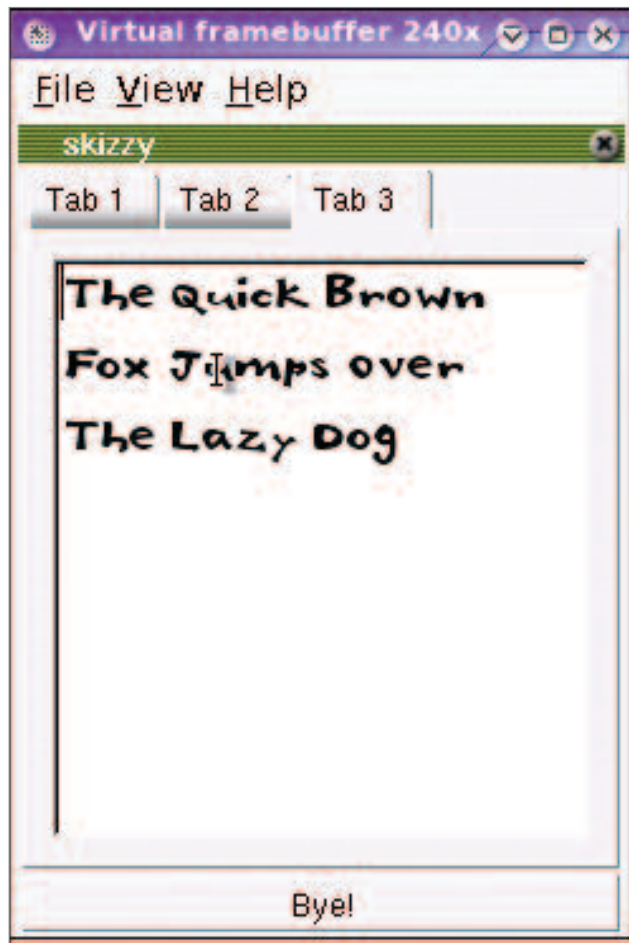 Virtual framebuffer 240x
File View Help
skizzy
Tab 1 Tab 2 Tab 3
The Quick Brown
Fox Jumps over
The Lazy Dog
Bye!